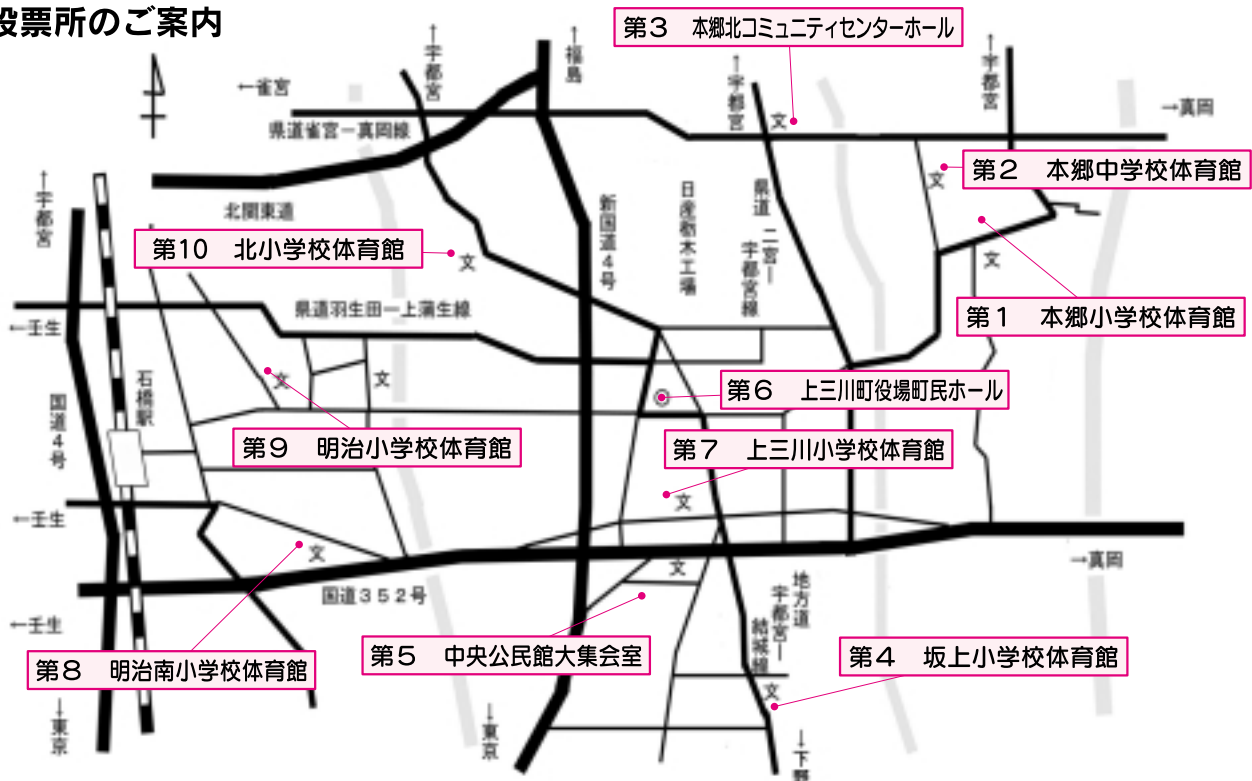 投票所のご案内
第3 本郷北コミュニティセンターホール
↑宇都宮
↑福島
↑宇都宮
↑宇都宮
←雀宮
→真岡
県道雀宮－真岡線
文
第2 本郷中学校体育館
文
↑宇都宮
北関東道
新国道4号
日産栃木工場
県道 二宮－宇都宮線
第10 北小学校体育館
文
文
県道羽生田－上蒲生線
第1 本郷小学校体育館
←壬生
石橋駅
文
文
第6 上三川町役場町民ホール
国道4号
第9 明治小学校体育館
第7 上三川小学校体育館
文
←壬生
文
→真岡
文
国道352号
地方道 宇都宮－結城線
←壬生
第5 中央公民館大集会室
第4 坂上小学校体育館
第8 明治南小学校体育館
文
↓東京
↓東京
↓下野